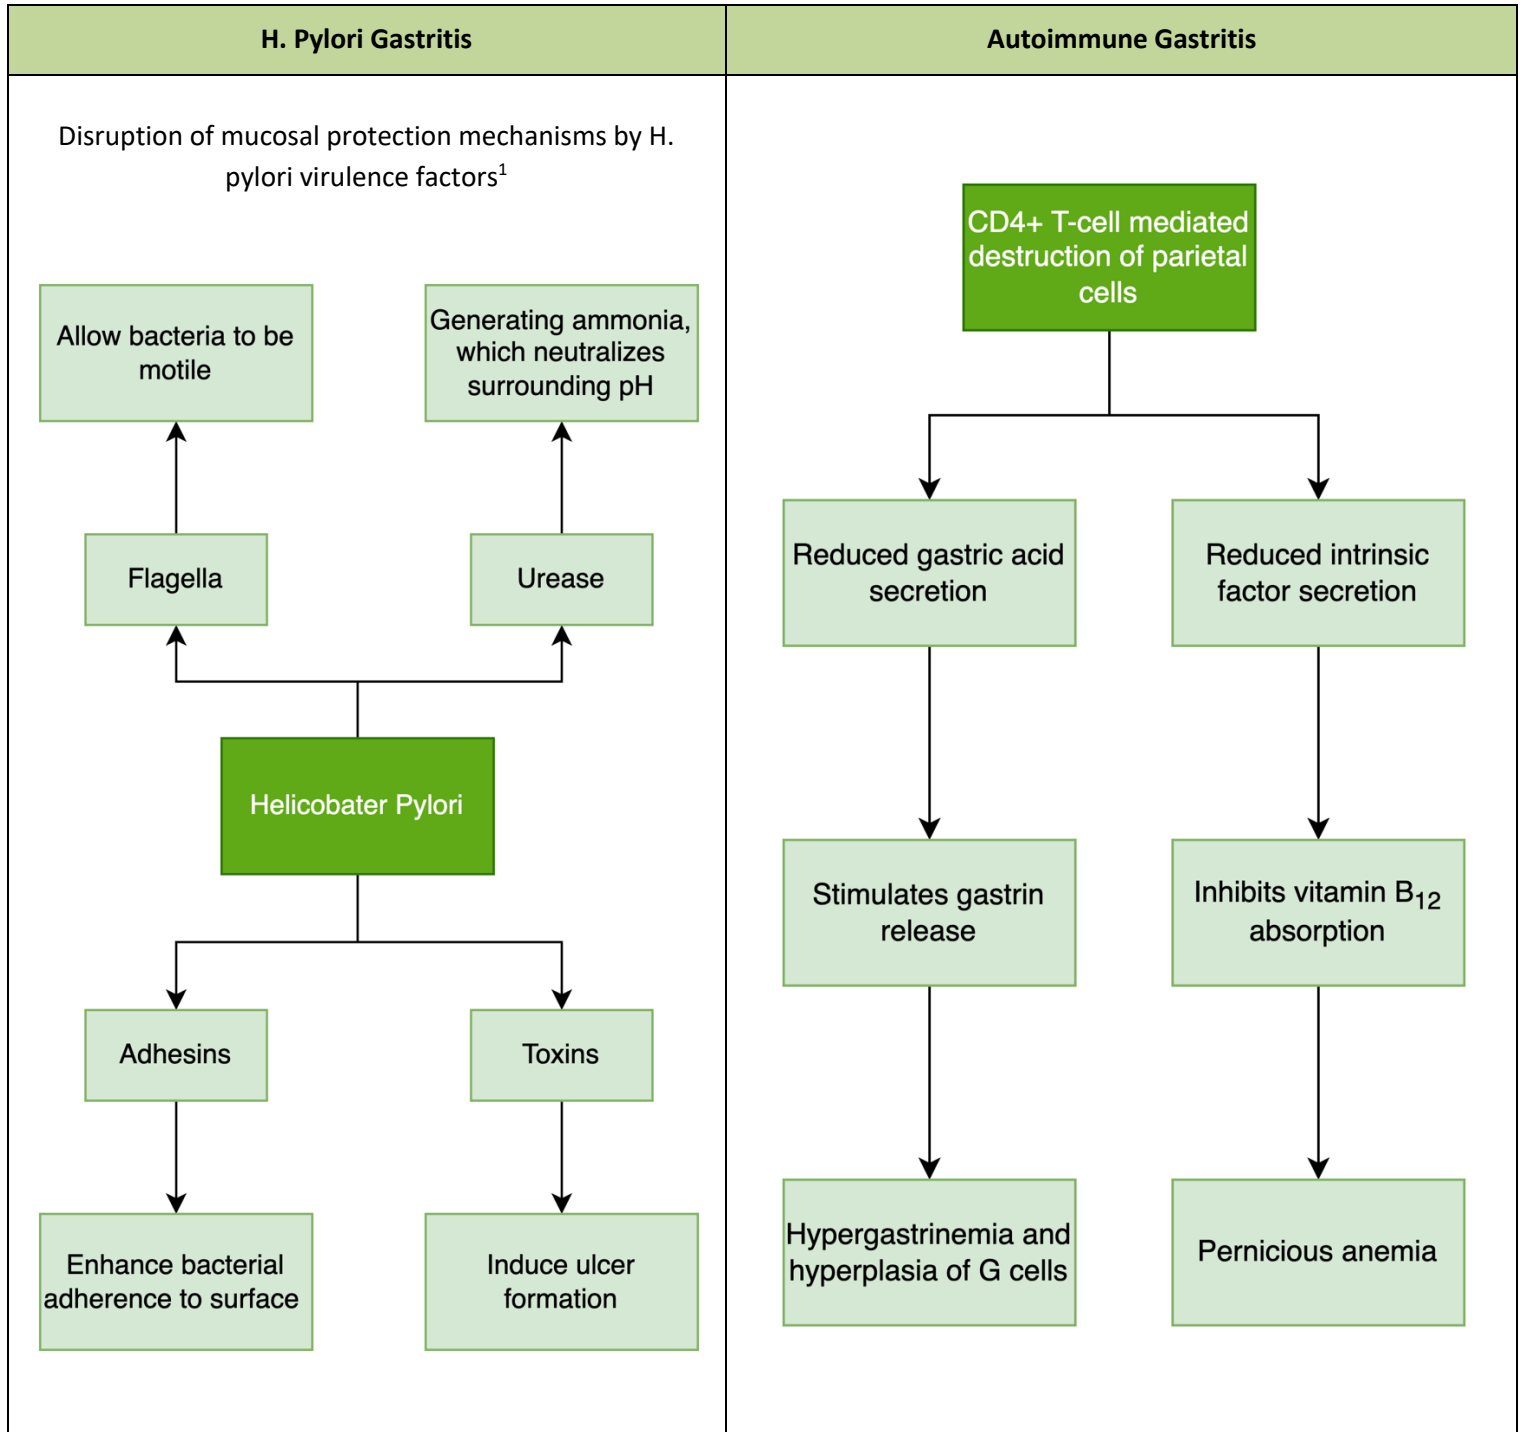 H. Pylori Gastritis
Disruption of mucosal protection mechanisms by H.
pylori virulence factors1
Allow bacteria to be
motile
Generating ammonia,
which neutralizes
surrounding pH
Flagella
Urease
Helicobater Pylori
Adhesins
Toxins
Enhance bacterial
adherence to surface
Induce ulcer
formation
Autoimmune Gastritis
CD4+ T-cell mediated
destruction of parietal
cells
Reduced gastric acid
secretion
Reduced intrinsic
factor secretion
Stimulates gastrin
release
Inhibits vitamin B12
absorption
Hypergastrinemia and
hyperplasia of G cells
Pernicious anemia